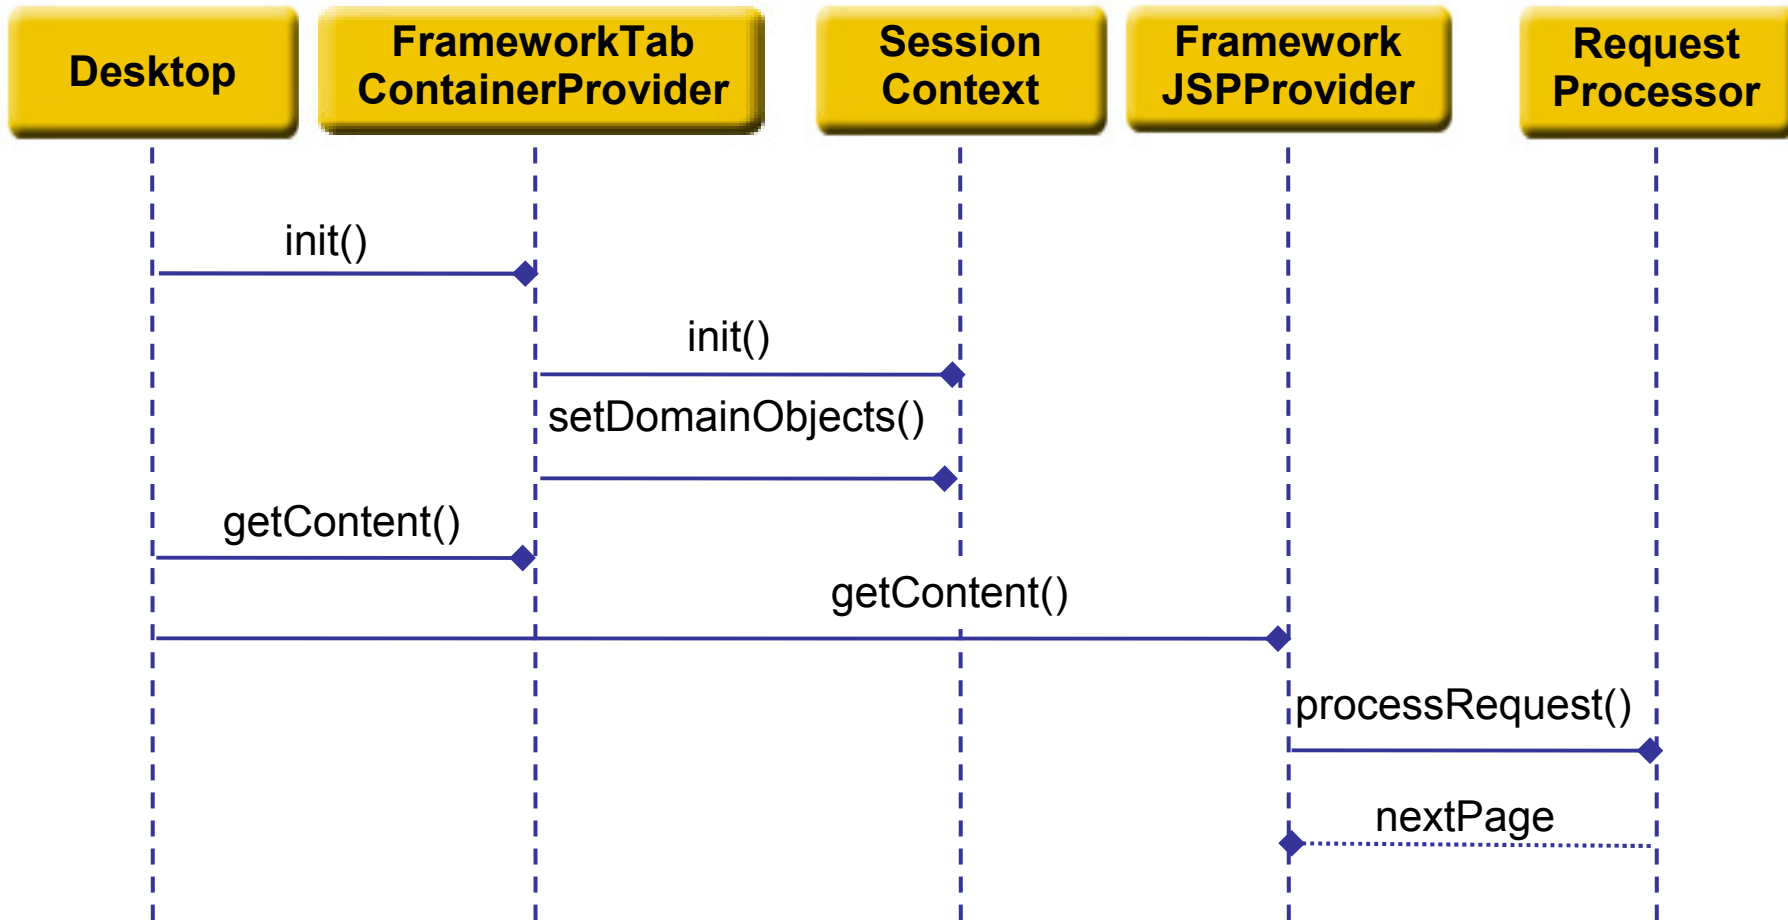 Desktop
FrameworkTab
ContainerProvider
Session
Context
Framework
JSPProvider
Request
Processor
init()
init()
setDomainObjects()
getContent()
getContent()
processRequest()
nextPage